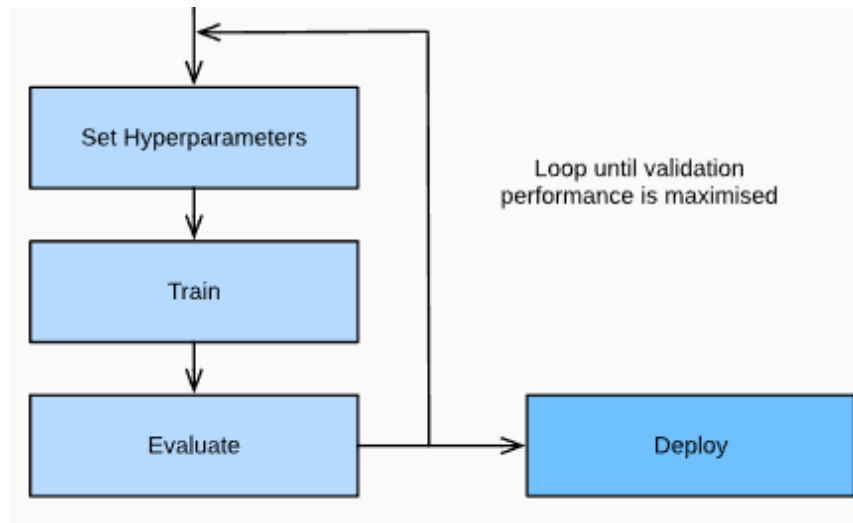 Set Hyperparameters
Loop until validation
performance is maximised
Train
Evaluate
Deploy